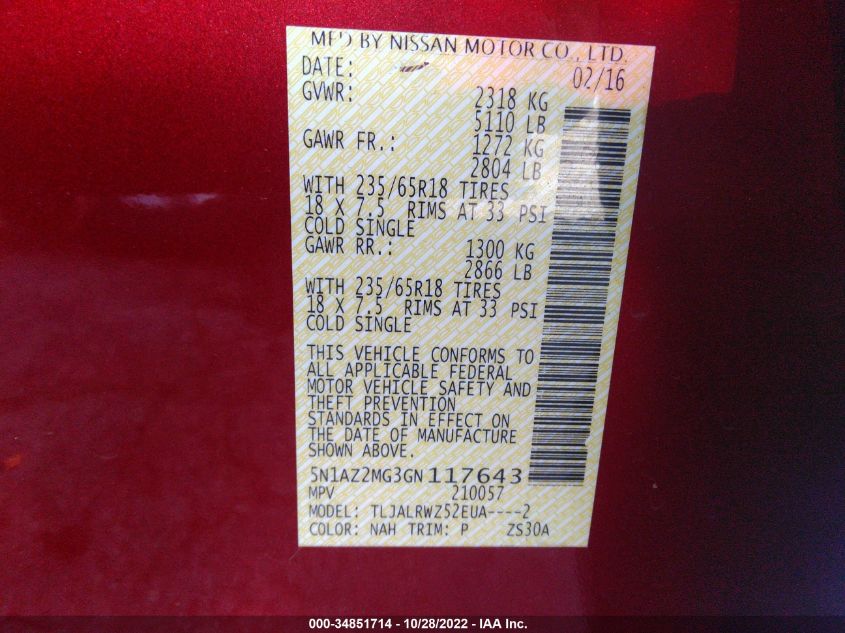 MFD BY NISSAN MOTOR CO., LTD.
DATE: 02/16
GVWR: 2318 KG
5110 LB
GAWR FR.: 1272 KG
2804 LB
WITH 235/65R18 TIRES
18 X 7.5 RIMS AT 33 PSI
COLD SINGLE
GAWR RR.: 1300 KG
2866 LB
WITH 235/65R18 TIRES
18 X 7.5 RIMS AT 33 PSI
COLD SINGLE
THIS VEHICLE CONFORMS TO
ALL APPLICABLE FEDERAL
MOTOR VEHICLE SAFETY AND
THEFT PREVENTION
STANDARDS IN EFFECT ON
THE DATE OF MANUFACTURE
SHOWN ABOVE.
5N1AZ2MG3GN117643
MPV 210057
MODEL: TLJALRWZ52EUA----2
COLOR: NAH TRIM: P ZS30A
000-34851714 - 10/28/2022 - IAA Inc.